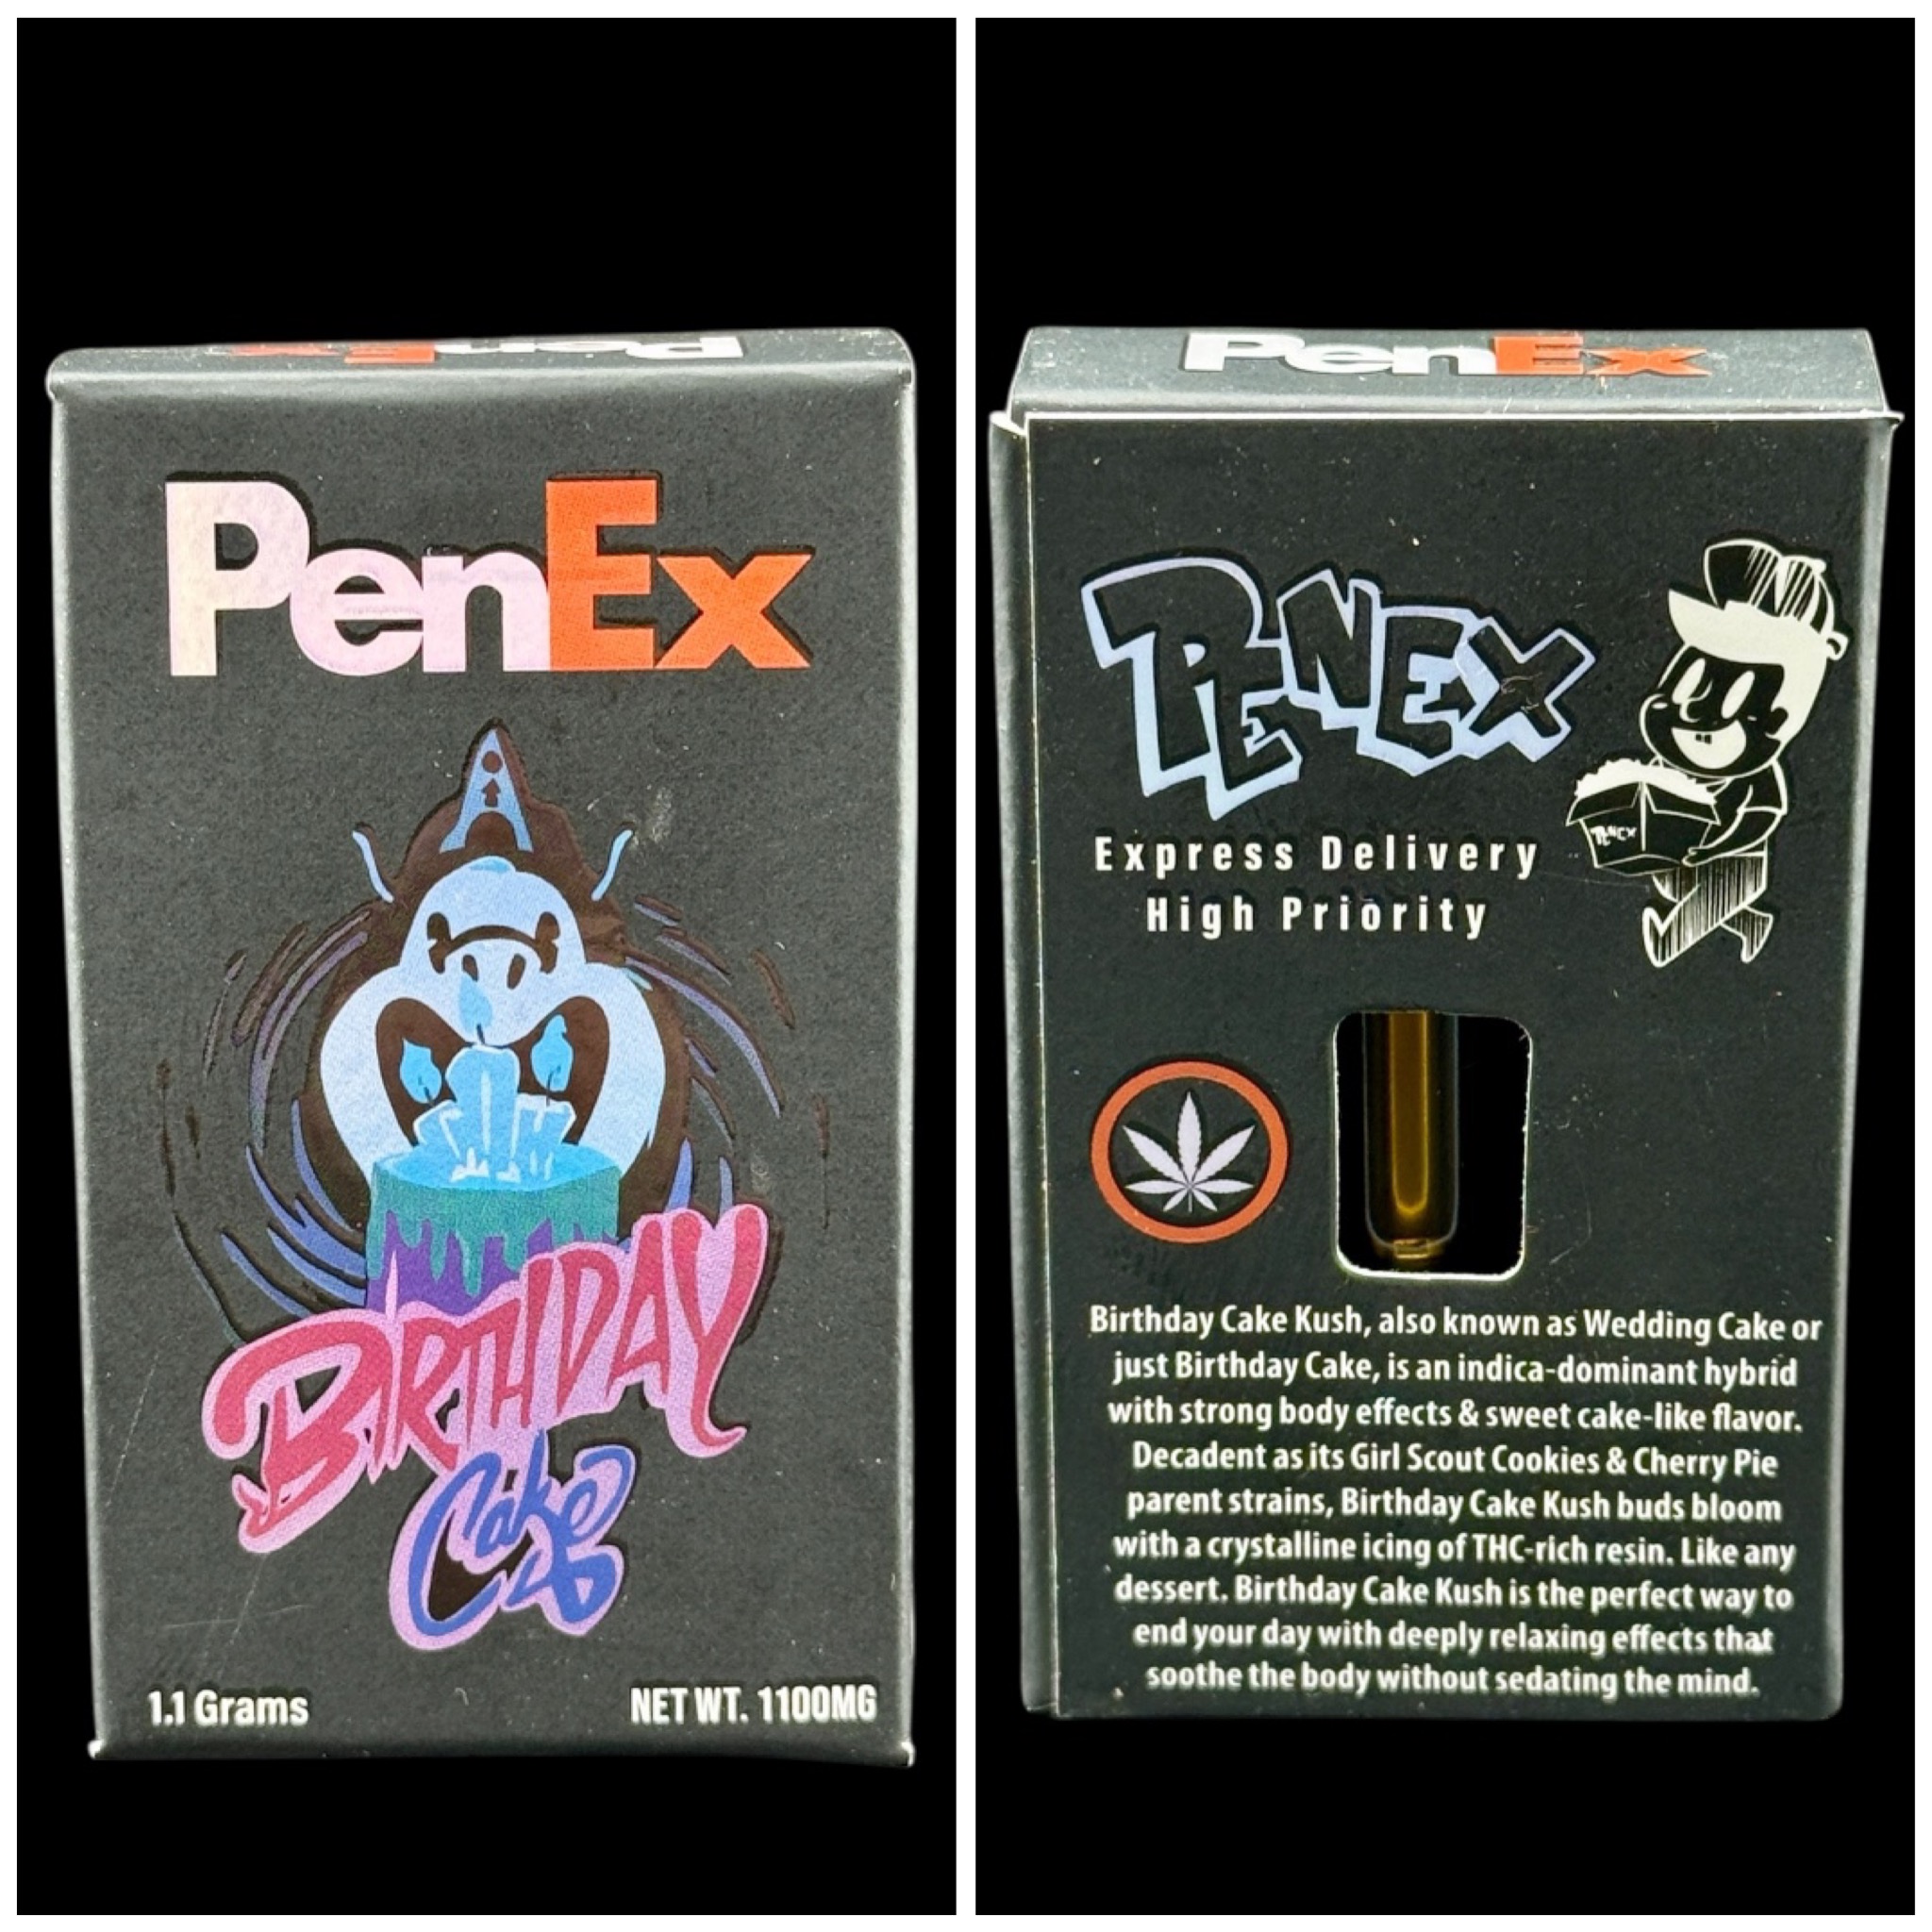 PenEx
PenEx
BIRTHDAY
Cake
1.1 Grams
NET WT. 1100MG
PenEx
PENEX
PENEX
Express Delivery
High Priority
Birthday Cake Kush, also known as Wedding Cake or
just Birthday Cake, is an indica-dominant hybrid
with strong body effects & sweet cake-like flavor.
Decadent as its Girl Scout Cookies & Cherry Pie
parent strains, Birthday Cake Kush buds bloom
with a crystalline icing of THC-rich resin. Like any
dessert. Birthday Cake Kush is the perfect way to
end your day with deeply relaxing effects that
soothe the body without sedating the mind.